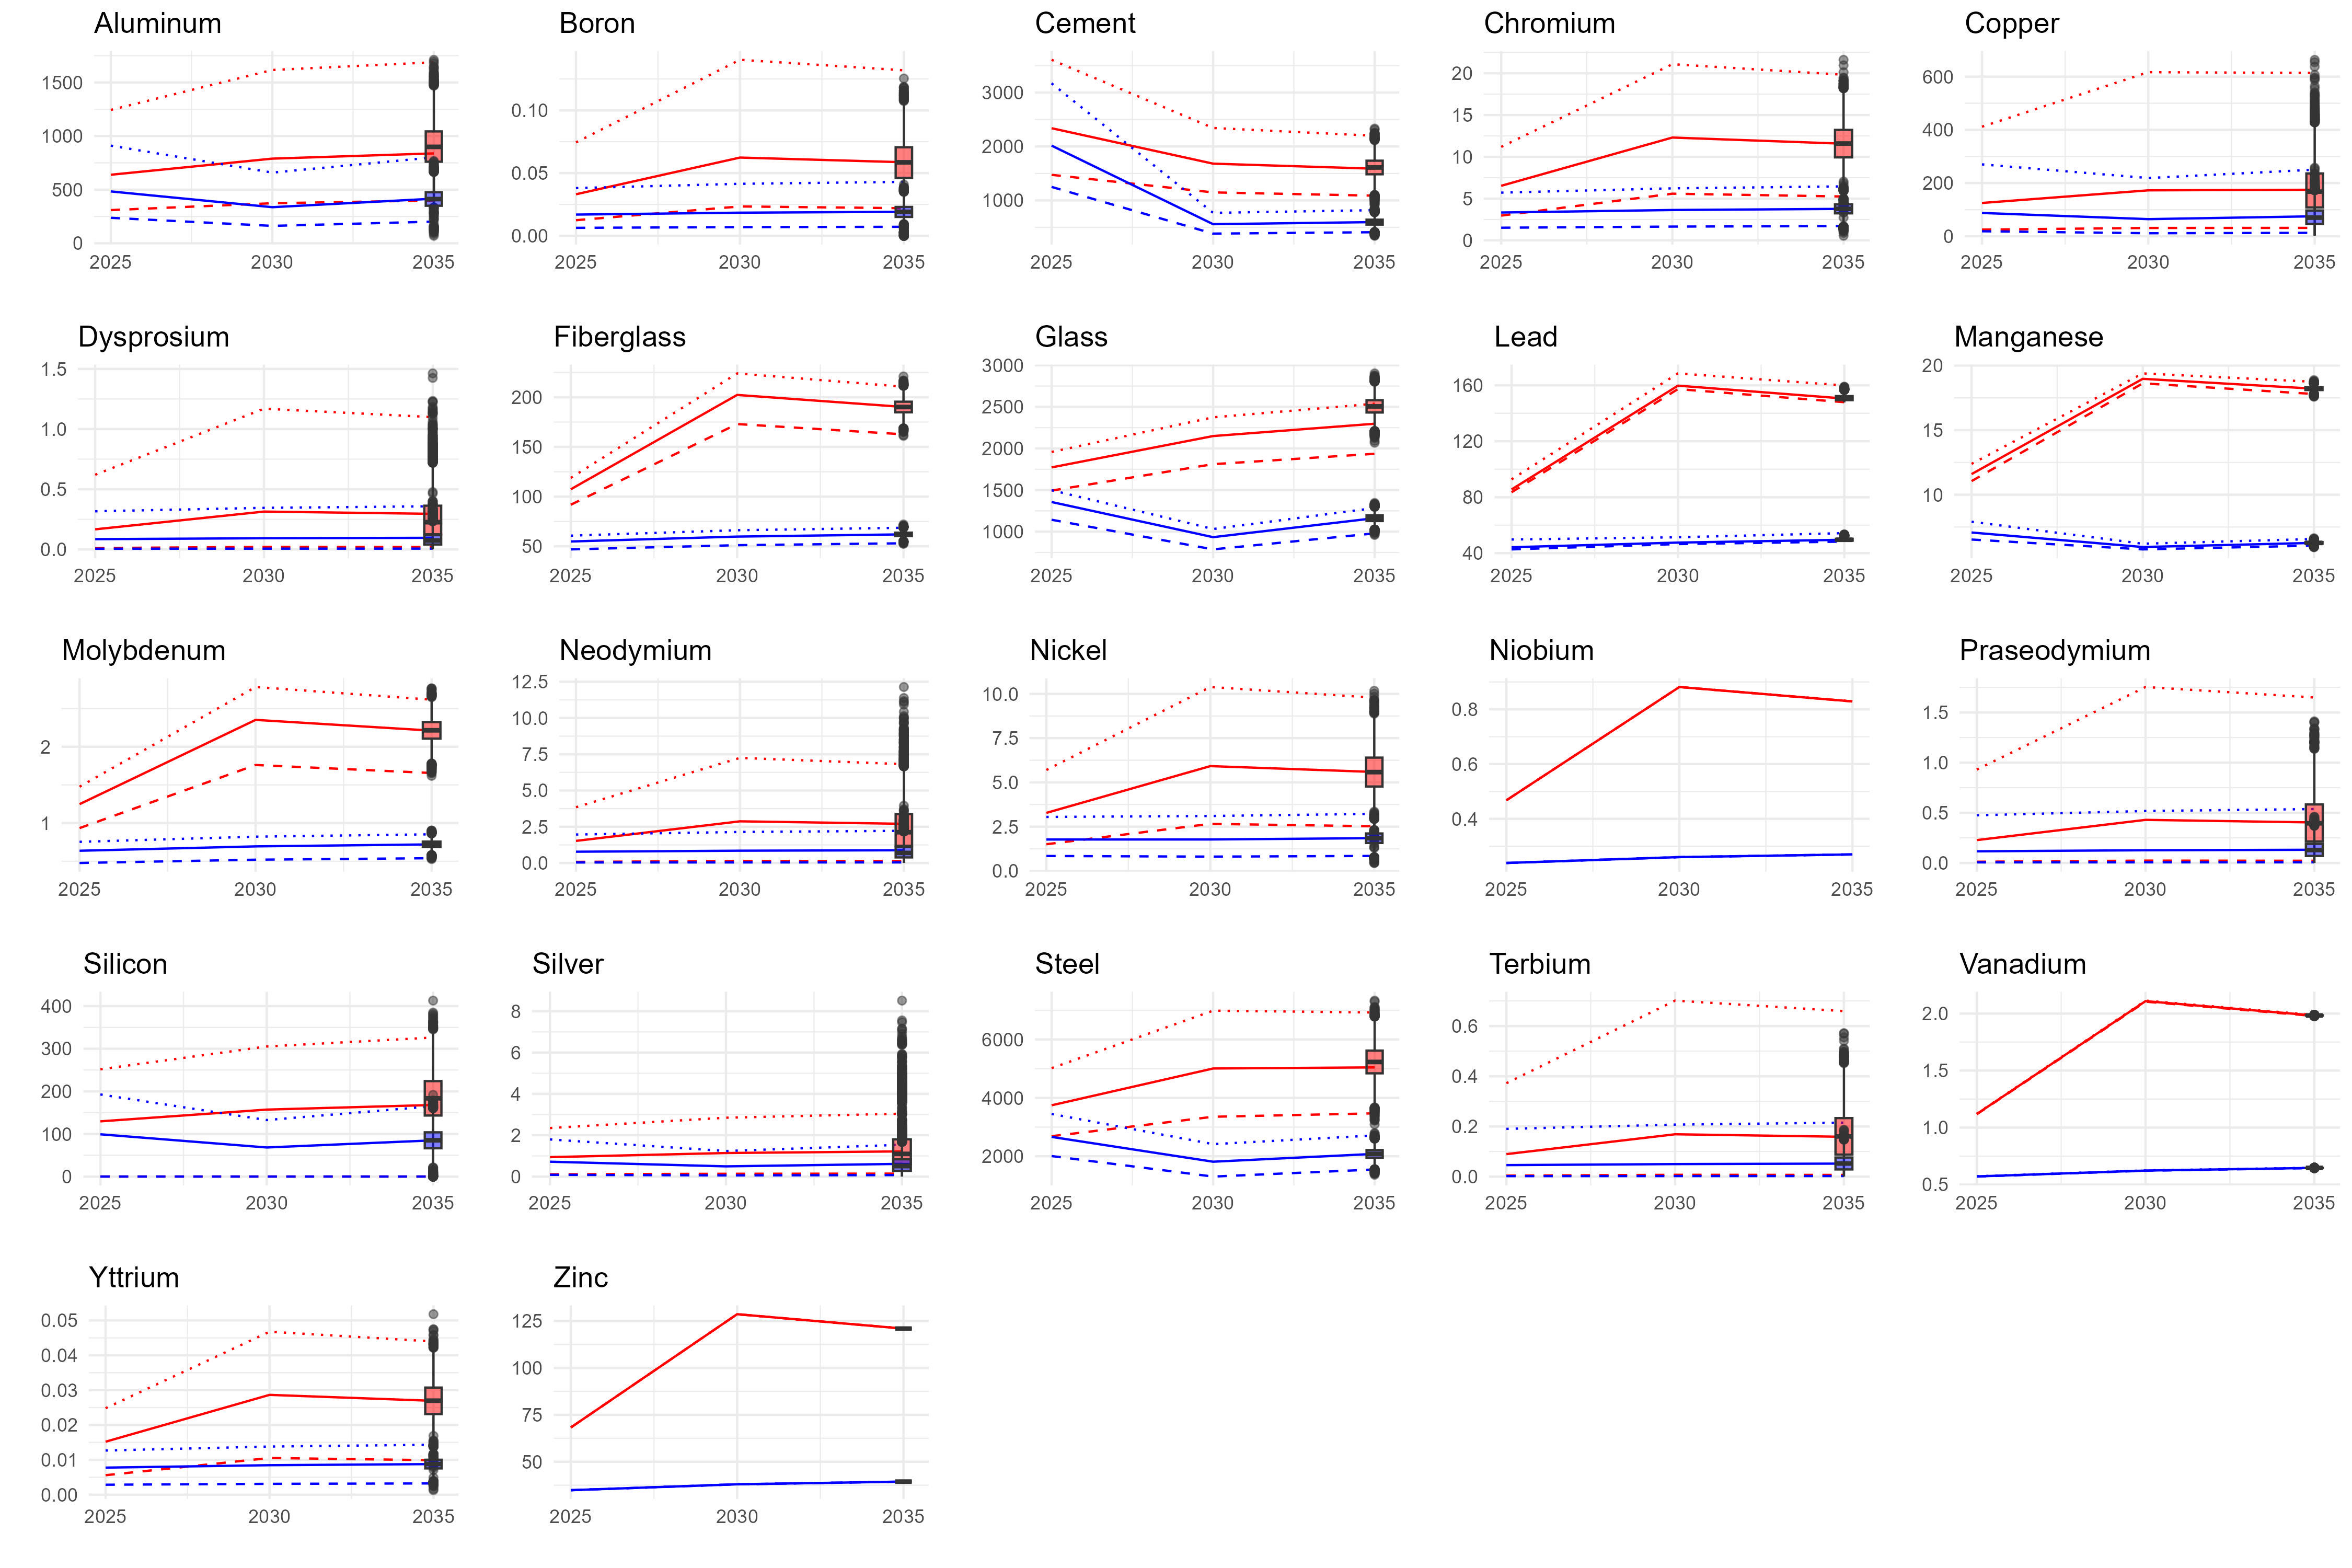 Aluminum
Boron
Cement
Chromium
Copper
1500
1000
500
0
2025 2030 2035
0.10
0.05
0.00
2025 2030 2035
3000
2000
1000
2025 2030 2035
20
15
10
5
0
2025 2030 2035
600
400
200
0
2025 2030 2035
Dysprosium
Fiberglass
Glass
Lead
Manganese
1.5
1.0
0.5
0.0
2025 2030 2035
200
150
100
50
2025 2030 2035
3000
2500
2000
1500
1000
2025 2030 2035
160
120
80
40
2025 2030 2035
20
15
10
2025 2030 2035
Molybdenum
Neodymium
Nickel
Niobium
Praseodymium
2
1
2025 2030 2035
12.5
10.0
7.5
5.0
2.5
0.0
2025 2030 2035
10.0
7.5
5.0
2.5
0.0
2025 2030 2035
0.8
0.6
0.4
2025 2030 2035
1.5
1.0
0.5
0.0
2025 2030 2035
Silicon
Silver
Steel
Terbium
Vanadium
400
300
200
100
0
2025 2030 2035
8
6
4
2
0
2025 2030 2035
6000
4000
2000
2025 2030 2035
0.6
0.4
0.2
0.0
2025 2030 2035
2.0
1.5
1.0
0.5
2025 2030 2035
Yttrium
Zinc
0.05
0.04
0.03
0.02
0.01
0.00
2025 2030 2035
125
100
75
50
2025 2030 2035